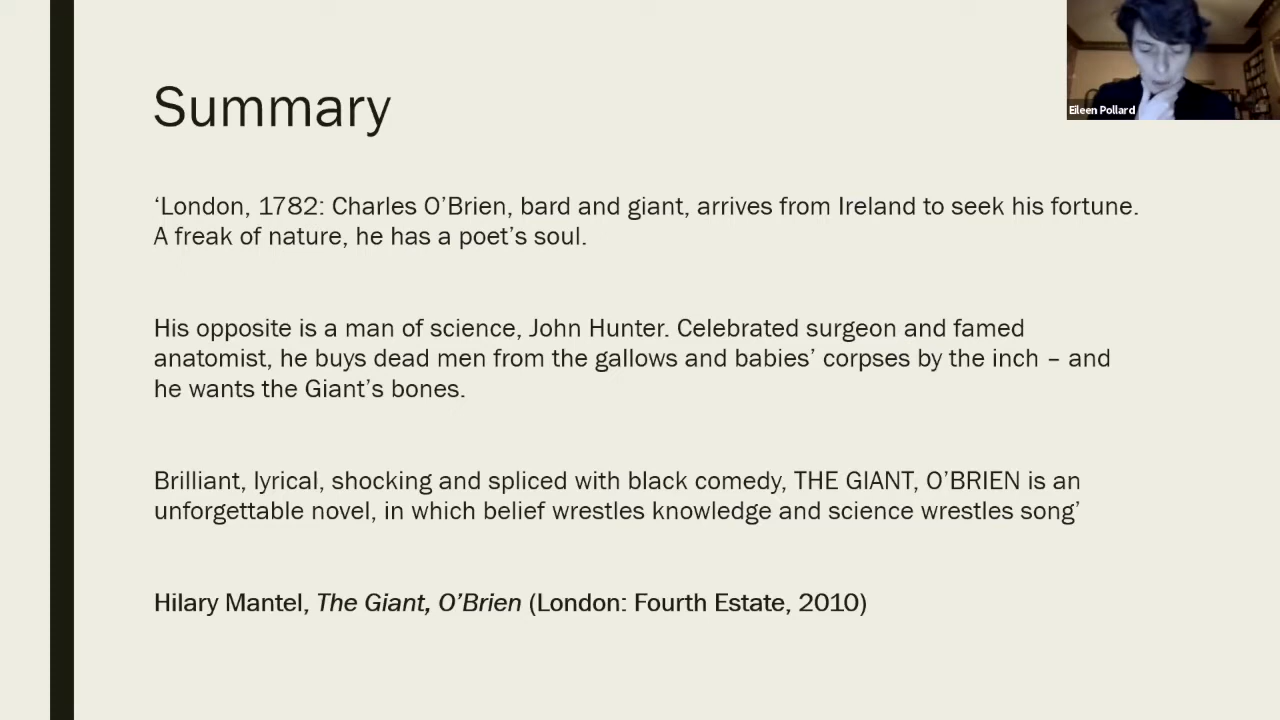 Summary
Eileen Pollard
‘London, 1782: Charles O’Brien, bard and giant, arrives from Ireland to seek his fortune.
A freak of nature, he has a poet’s soul.
His opposite is a man of science, John Hunter. Celebrated surgeon and famed
anatomist, he buys dead men from the gallows and babies’ corpses by the inch – and
he wants the Giant’s bones.
Brilliant, lyrical, shocking and spliced with black comedy, THE GIANT, O’BRIEN is an
unforgettable novel, in which belief wrestles knowledge and science wrestles song’
Hilary Mantel, The Giant, O’Brien (London: Fourth Estate, 2010)